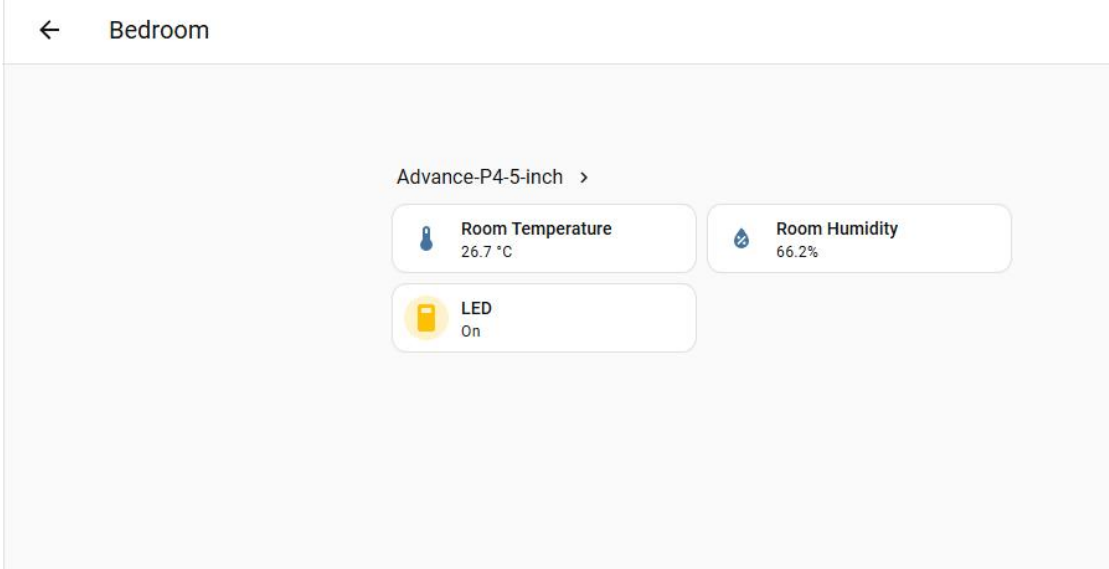 Bedroom
Advance-P4-5-inch
Room Temperature
26.7 °C
Room Humidity
66.2%
LED
On